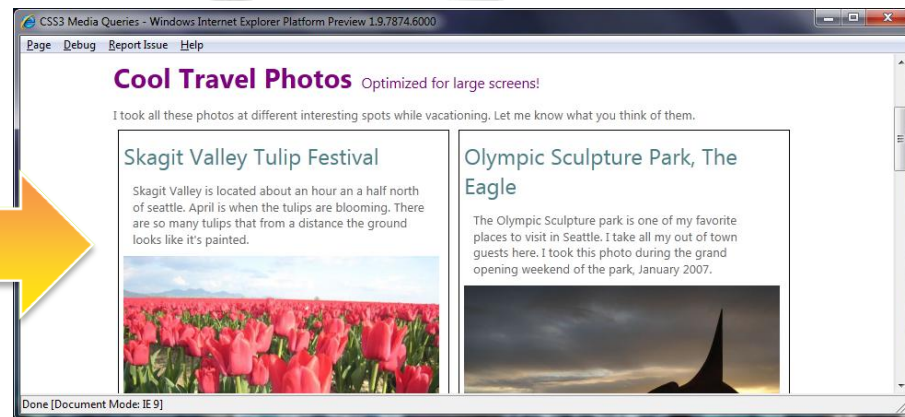 CSS3 Media Queries - Windows Internet Explorer Platform Preview 1.9.7874.6000
Page Debug Report Issue Help
Cool Travel Photos Optimized for large screens!
I took all these photos at different interesting spots while vacationing. Let me know what you think of them.
Skagit Valley Tulip Festival
Skagit Valley is located about an hour an a half north
of seattle. April is when the tulips are blooming. There
are so many tulips that from a distance the ground
looks like it's painted.
Olympic Sculpture Park, The
Eagle
The Olympic Sculpture park is one of my favorite
places to visit in Seattle. I take all my out of town
guests here. I took this photo during the grand
opening weekend of the park, January 2007.
Done [Document Mode: IE 9]